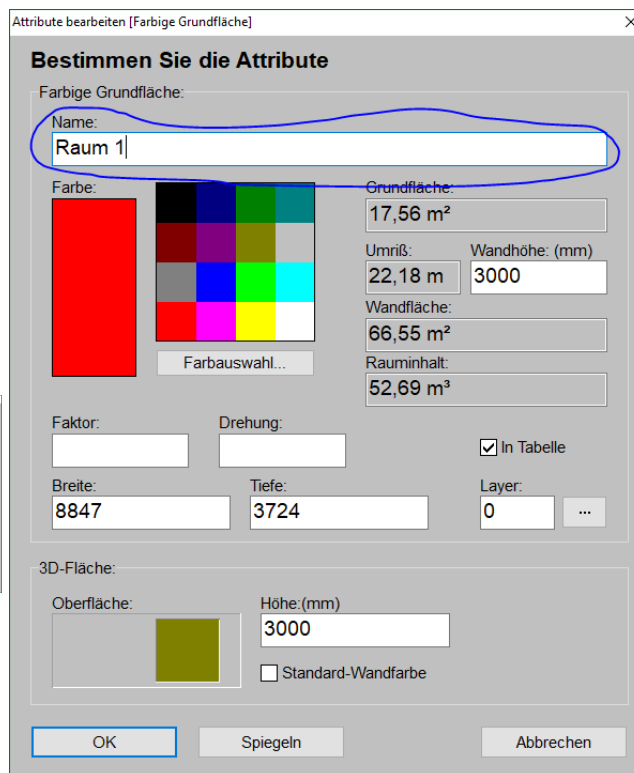 Attribute bearbeiten [Farbige Grundfläche]
Bestimmen Sie die Attribute
Farbige Grundfläche:
Name:
Raum 1
Farbe:
Farbauswahl...
Grundfläche:
17,56 m²
Umriß: Wandhöhe: (mm)
22,18 m 3000
Wandfläche:
66,55 m²
Rauminhalt:
52,69 m³
Faktor: Drehung:
In Tabelle
Breite: Tiefe: Layer:
8847 3724 0 ...
3D-Fläche:
Oberfläche: Höhe:(mm)
3000
Standard-Wandfarbe
OK Spiegeln Abbrechen